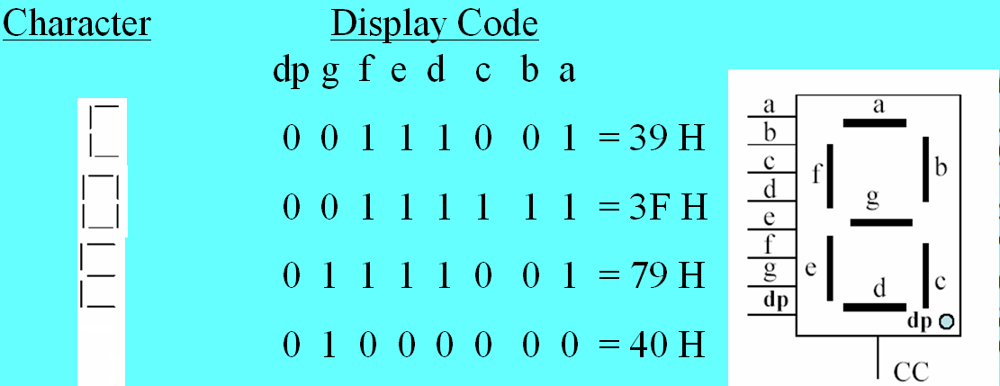 Character Display Code
dp g f e d c b a
0 0 1 1 1 0 0 1 = 39 H
0 0 1 1 1 1 1 1 = 3F H
0 1 1 1 1 0 0 1 = 79 H
0 1 0 0 0 0 0 0 = 40 H
a
b
c
d
e
f
g
dp
a
f b
g
e c
d
dp
CC